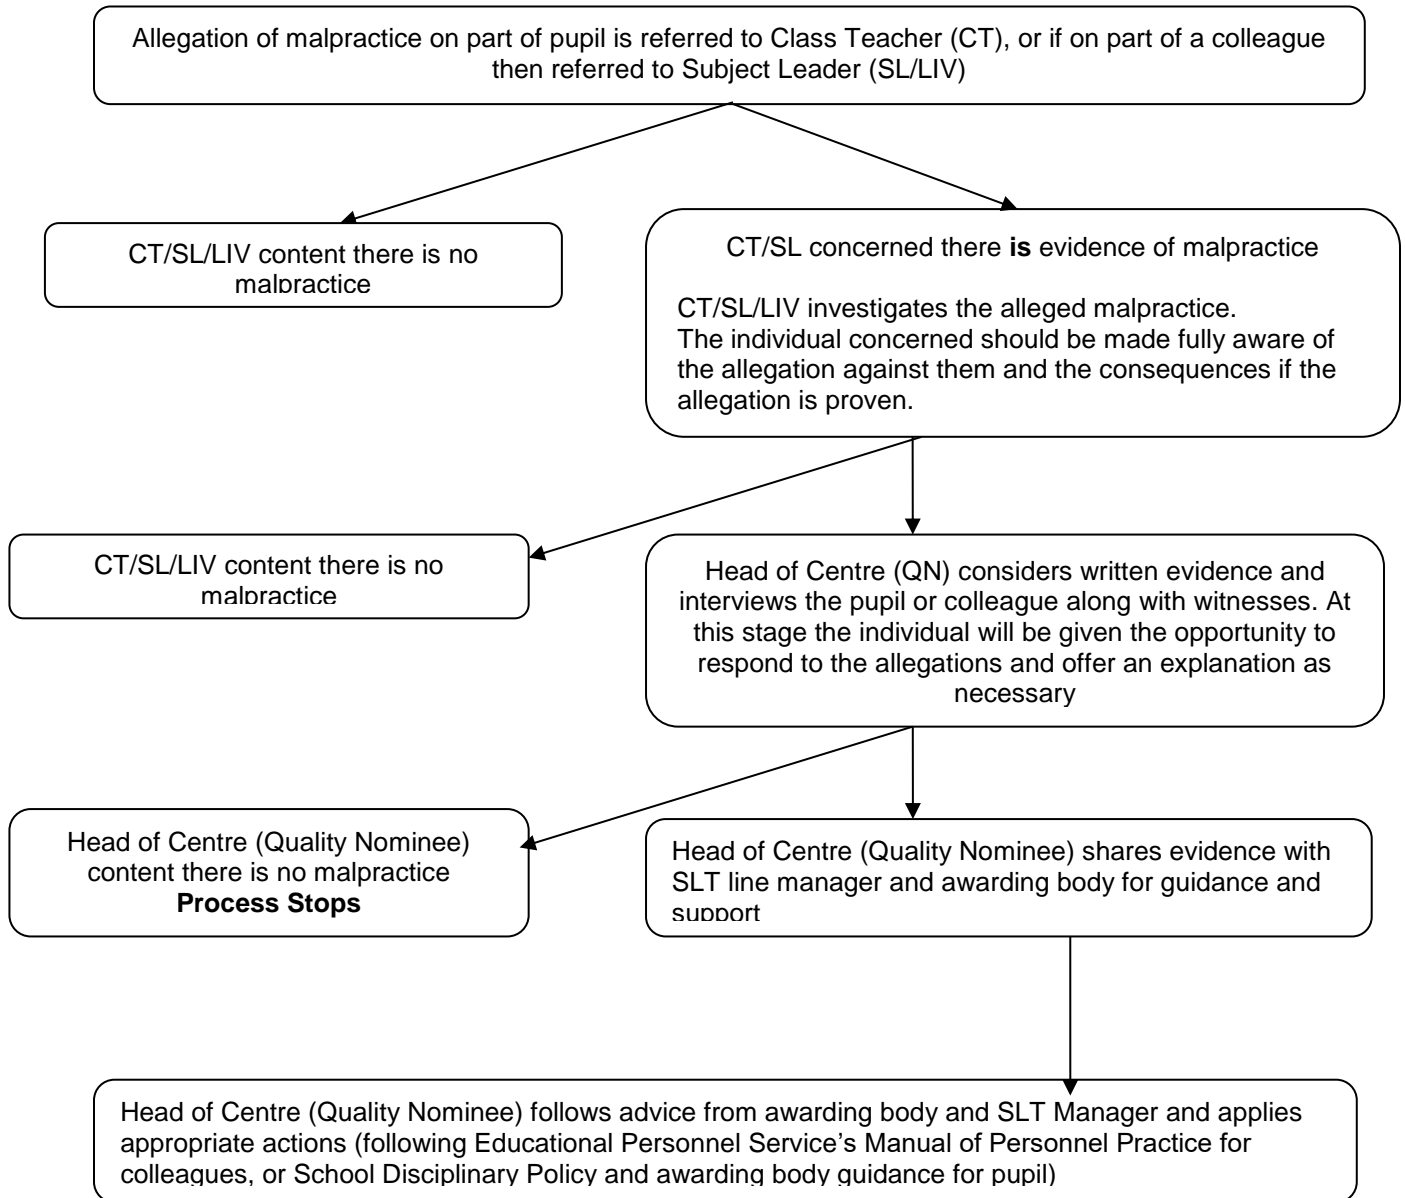 Allegation of malpractice on part of pupil is referred to Class Teacher (CT), or if on part of a colleague
then referred to Subject Leader (SL/LIV)
CT/SL/LIV content there is no
malpractice
CT/SL concerned there is evidence of malpractice
CT/SL/LIV investigates the alleged malpractice.
The individual concerned should be made fully aware of
the allegation against them and the consequences if the
allegation is proven.
CT/SL/LIV content there is no
malpractice
Head of Centre (QN) considers written evidence and
interviews the pupil or colleague along with witnesses. At
this stage the individual will be given the opportunity to
respond to the allegations and offer an explanation as
necessary
Head of Centre (Quality Nominee)
content there is no malpractice
Process Stops
Head of Centre (Quality Nominee) shares evidence with
SLT line manager and awarding body for guidance and
support
Head of Centre (Quality Nominee) follows advice from awarding body and SLT Manager and applies
appropriate actions (following Educational Personnel Service's Manual of Personnel Practice for
colleagues, or School Disciplinary Policy and awarding body guidance for pupil)